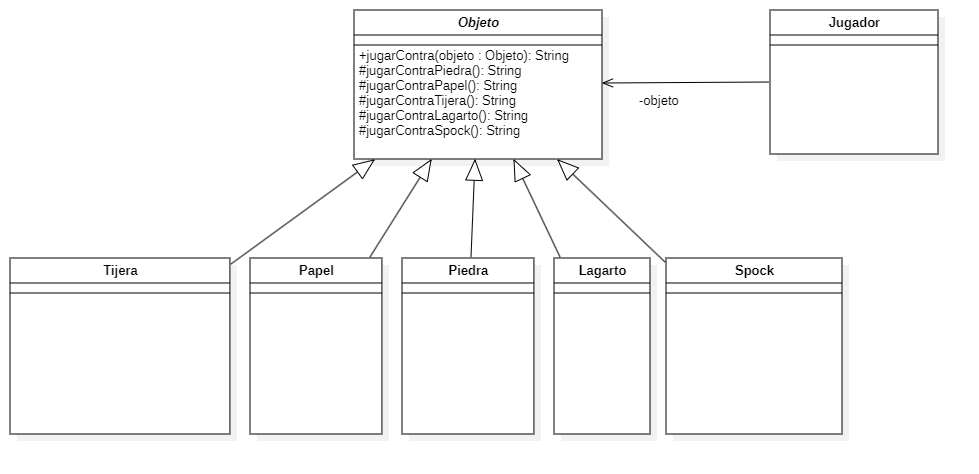 Objeto
+jugarContra(objeto : Objeto): String
#jugarContraPiedra(): String
#jugarContraPapel(): String
#jugarContraTijera(): String
#jugarContraLagarto(): String
#jugarContraSpock(): String
Jugador
-objeto
Tijera
Papel
Piedra
Lagarto
Spock